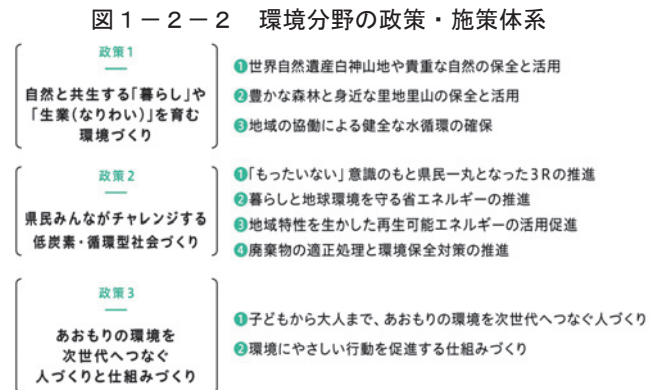 図1－2－2　環境分野の政策・施策体系
政策1
自然と共生する「暮らし」や
「生業(なりわい)」を育む
環境づくり
❶世界自然遺産白神山地や貴重な自然の保全と活用
❷豊かな森林と身近な里地里山の保全と活用
❸地域の協働による健全な水循環の確保
政策2
県民みんながチャレンジする
低炭素・循環型社会づくり
❶「もったいない」意識のもと県民一丸となった3Rの推進
❷暮らしと地球環境を守る省エネルギーの推進
❸地域特性を生かした再生可能エネルギーの活用促進
❹廃棄物の適正処理と環境保全対策の推進
政策3
あおもりの環境を
次世代へつなぐ
人づくりと仕組みづくり
❶子どもから大人まで、あおもりの環境を次世代へつなぐ人づくり
❷環境にやさしい行動を促進する仕組みづくり